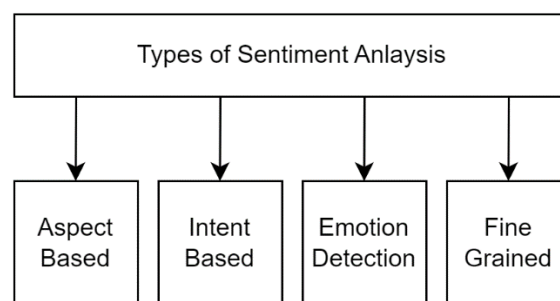 Types of Sentiment Anlaysis
Aspect
Based
Intent
Based
Emotion
Detection
Fine
Grained